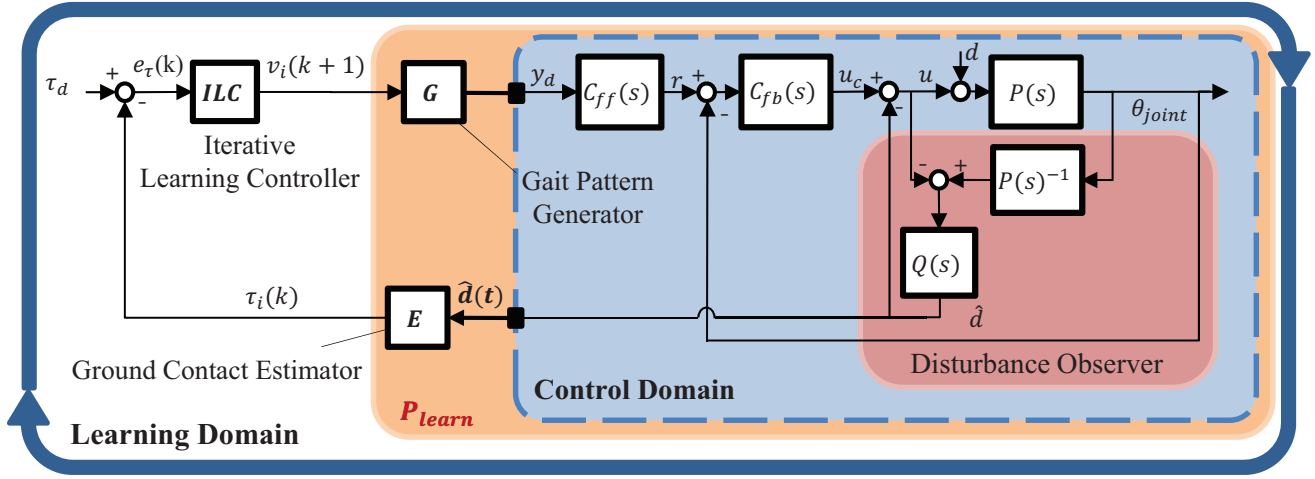 τ_d
+
-
e_τ(k)
ILC
v_i(k + 1)
G
y_d
C_ff(s)
r
+
-
C_fb(s)
u_c
+
-
u
d
P(s)
θ_joint
Iterative
Learning Controller
Gait Pattern
Generator
-
+
P(s)^{-1}
Q(s)
τ_i(k)
E
d̂(t)
d̂
Ground Contact Estimator
Disturbance Observer
Control Domain
P_learn
Learning Domain